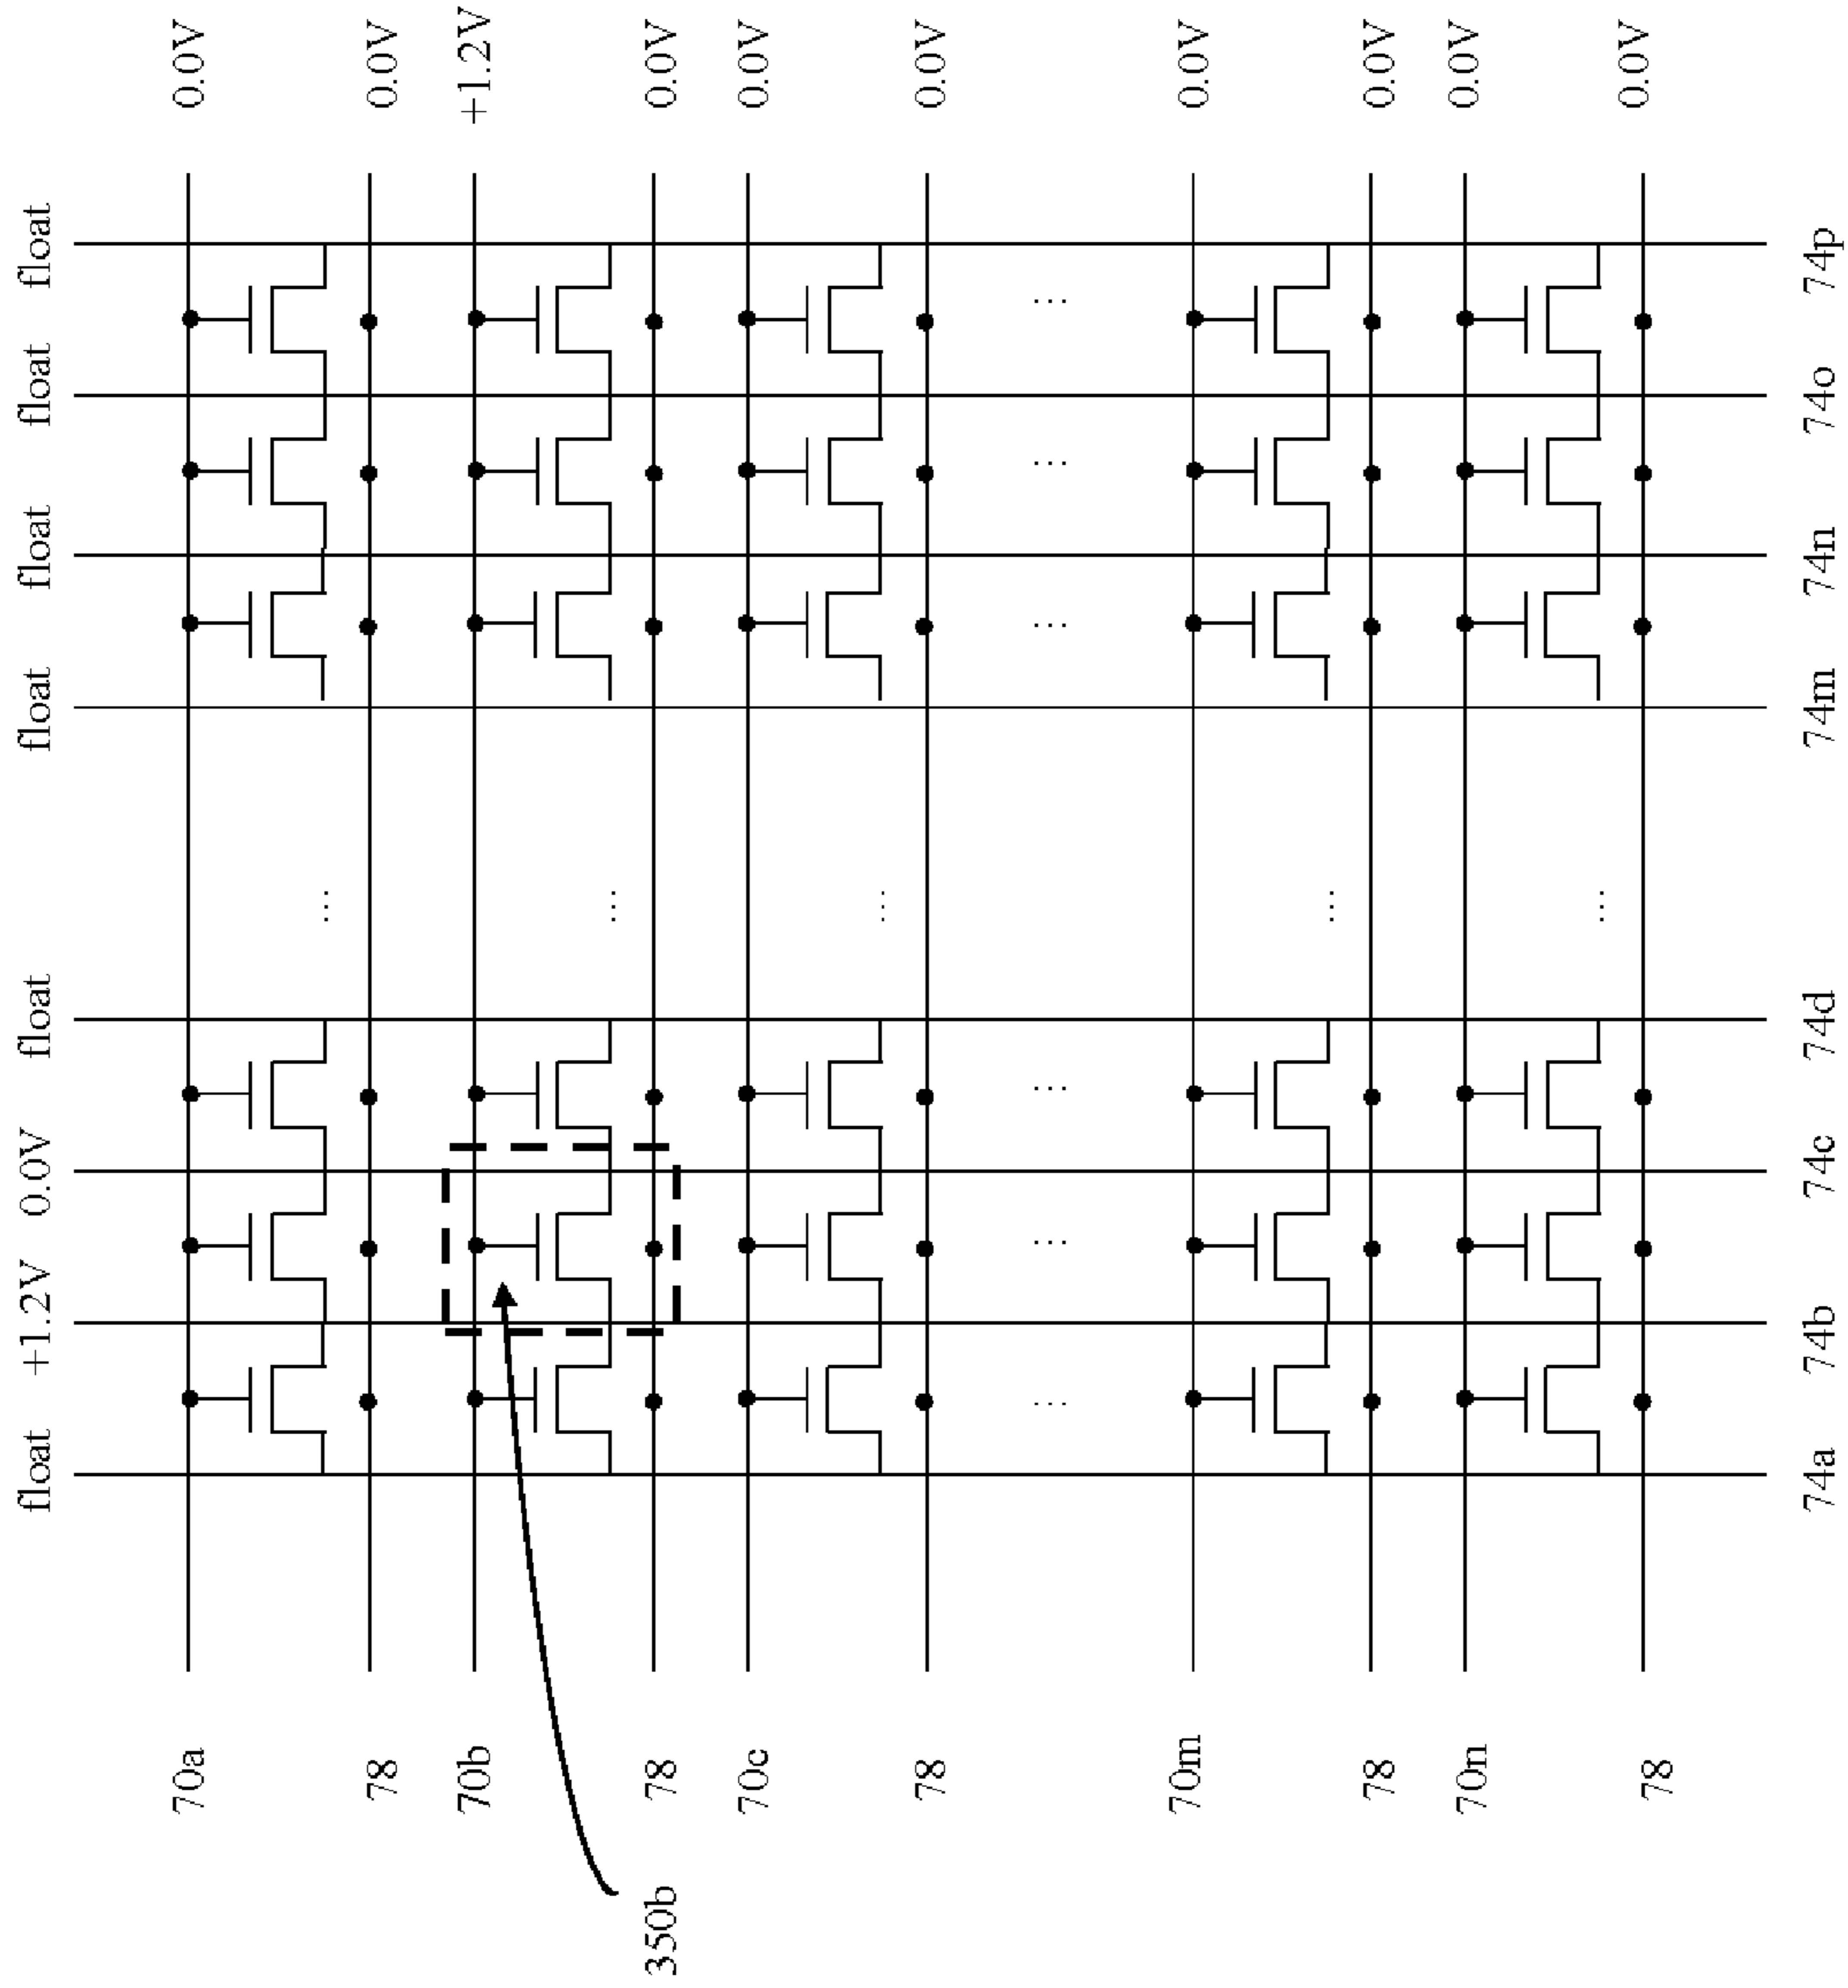 float +1.2V 0.0V float float float float float
70a 0.0V
78 0.0V
70b +1.2V
350b 78 0.0V
70c 0.0V
78 0.0V
70m 0.0V
78 0.0V
70n 0.0V
78 0.0V
74a 74b 74c 74d 74m 74n 74o 74p